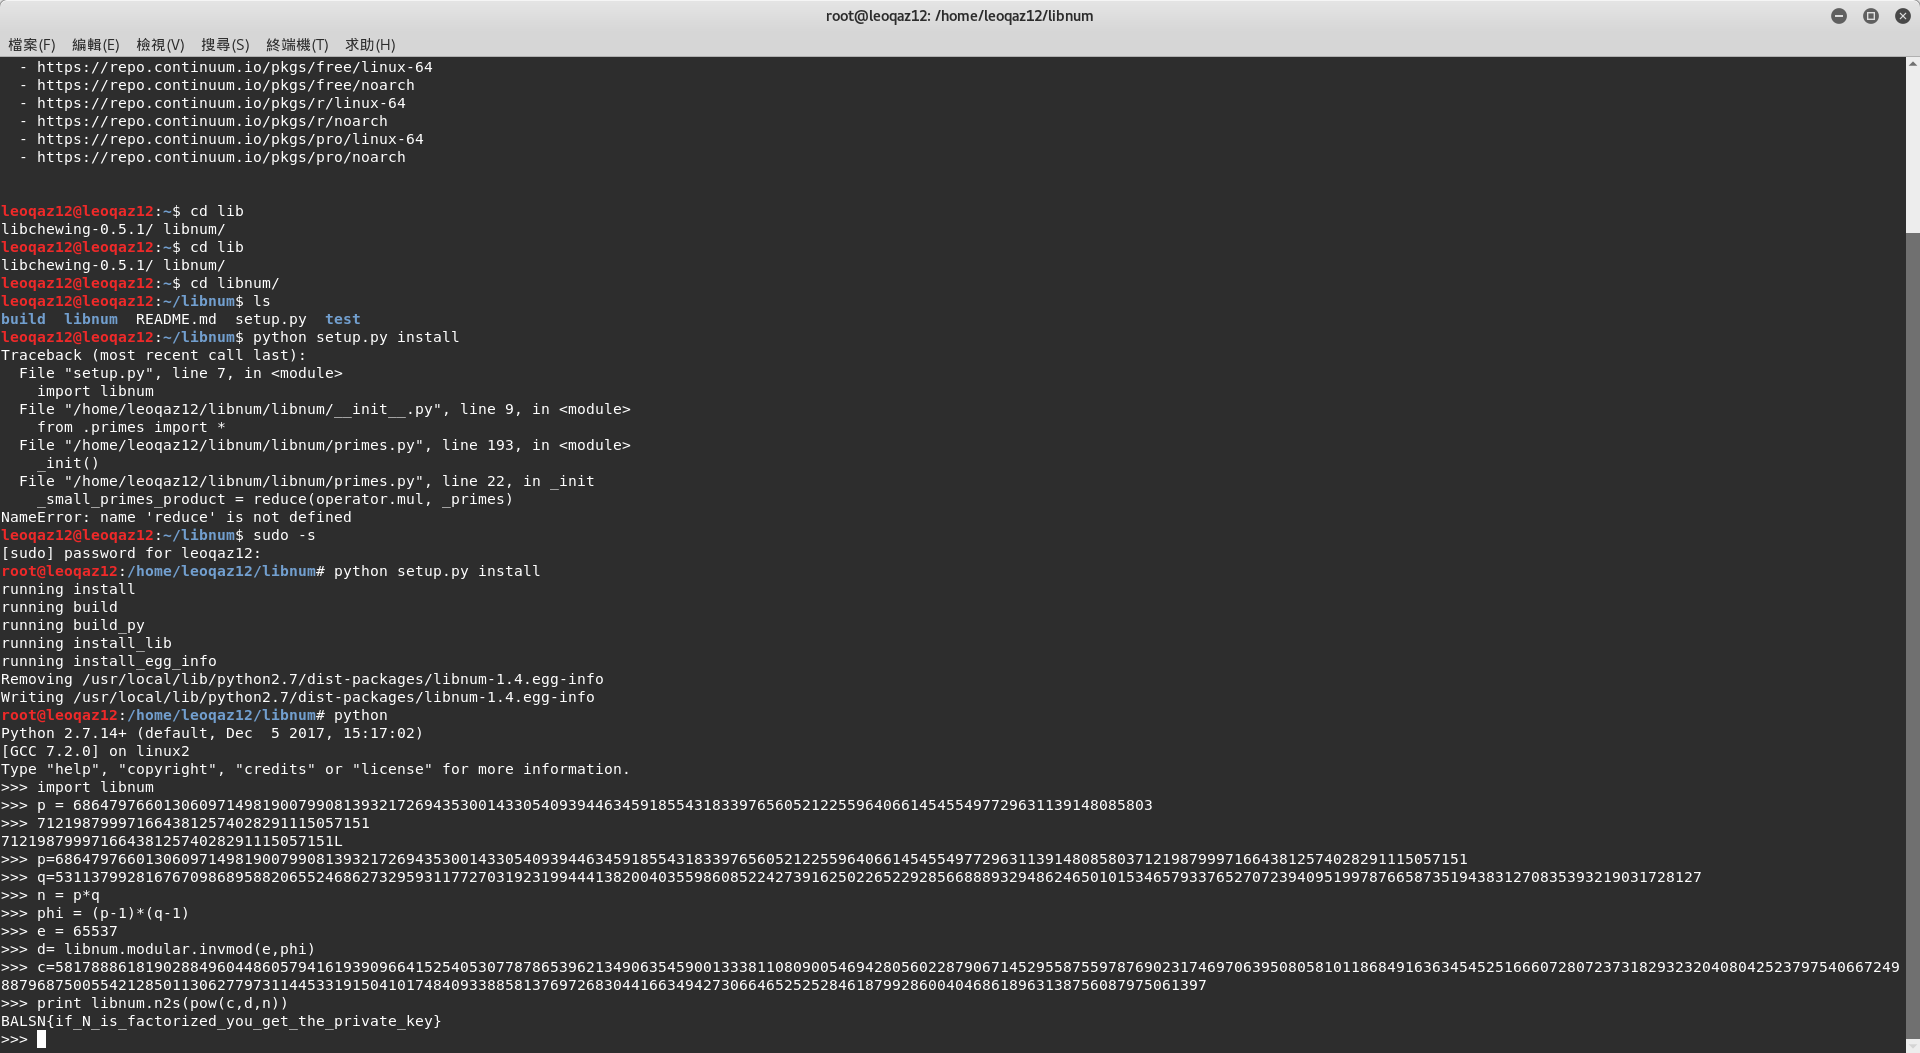 root@leoqaz12: /home/leoqaz12/libnum
檔案(F) 編輯(E) 檢視(V) 搜尋(S) 終端機(T) 求助(H)
  - https://repo.continuum.io/pkgs/free/linux-64
  - https://repo.continuum.io/pkgs/free/noarch
  - https://repo.continuum.io/pkgs/r/linux-64
  - https://repo.continuum.io/pkgs/r/noarch
  - https://repo.continuum.io/pkgs/pro/linux-64
  - https://repo.continuum.io/pkgs/pro/noarch
leoqaz12@leoqaz12:~$ cd lib
libchewing-0.5.1/ libnum/
leoqaz12@leoqaz12:~$ cd lib
libchewing-0.5.1/ libnum/
leoqaz12@leoqaz12:~$ cd libnum/
leoqaz12@leoqaz12:~/libnum$ ls
build  libnum  README.md  setup.py  test
leoqaz12@leoqaz12:~/libnum$ python setup.py install
Traceback (most recent call last):
  File "setup.py", line 7, in <module>
    import libnum
  File "/home/leoqaz12/libnum/libnum/__init__.py", line 9, in <module>
    from .primes import *
  File "/home/leoqaz12/libnum/libnum/primes.py", line 193, in <module>
    _init()
  File "/home/leoqaz12/libnum/libnum/primes.py", line 22, in _init
    _small_primes_product = reduce(operator.mul, _primes)
NameError: name 'reduce' is not defined
leoqaz12@leoqaz12:~/libnum$ sudo -s
[sudo] password for leoqaz12:
root@leoqaz12:/home/leoqaz12/libnum# python setup.py install
running install
running build
running build_py
running install_lib
running install_egg_info
Removing /usr/local/lib/python2.7/dist-packages/libnum-1.4.egg-info
Writing /usr/local/lib/python2.7/dist-packages/libnum-1.4.egg-info
root@leoqaz12:/home/leoqaz12/libnum# python
Python 2.7.14+ (default, Dec  5 2017, 15:17:02)
[GCC 7.2.0] on linux2
Type "help", "copyright", "credits" or "license" for more information.
>>> import libnum
>>> p = 68647976601306097149819007990813932172694353001433054093944634591855431833976560521225596406614545549772963113914808580​3
>>> 7121987999716643812574028291115057151
7121987999716643812574028291115057151L
>>> p=6864797660130609714981900799081393217269435300143305409394463459185543183397656052122559640661454554977296311391480858037121987999716643812574028291115057151
>>> q=531137992816767098689588206552468627329593117727031923199444138200403559860852242739162502265229285668889329486246501015346579337652707239409519978766587351943831270835393219031728127
>>> n = p*q
>>> phi = (p-1)*(q-1)
>>> e = 65537
>>> d= libnum.modular.invmod(e,phi)
>>> c=58178886181902884960448605794161939096641525405307787865396213490635459001333811080900546942805602287906714529558755978769023174697063950805810118684916363454525166607280723731829323204080425237975406672498879687500554212850113062779731144533191504101748409338858137697268304416634942730664652525284618799286004046861896313875608797506139​7
>>> print libnum.n2s(pow(c,d,n))
BALSN{if_N_is_factorized_you_get_the_private_key}
>>>